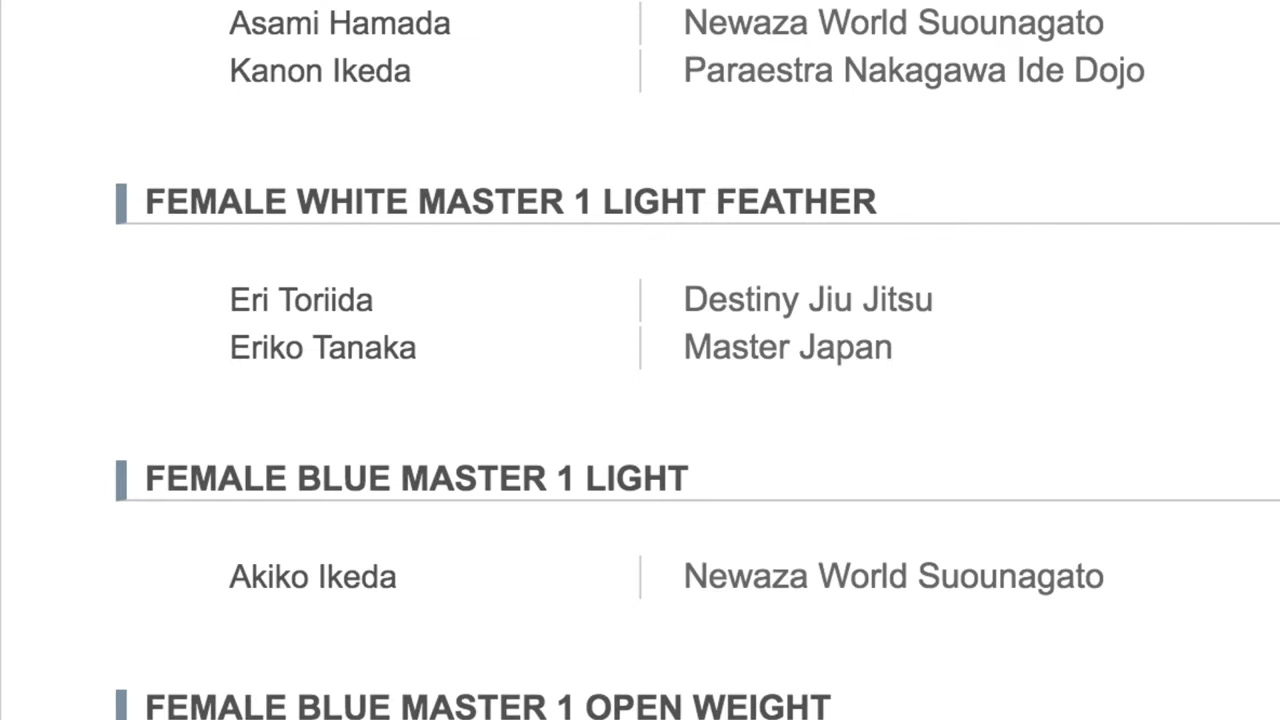 Asami Hamada Newaza World Suounagato
Kanon Ikeda Paraestra Nakagawa Ide Dojo
FEMALE WHITE MASTER 1 LIGHT FEATHER
Eri Toriida Destiny Jiu Jitsu
Eriko Tanaka Master Japan
FEMALE BLUE MASTER 1 LIGHT
Akiko Ikeda Newaza World Suounagato
FEMALE BLUE MASTER 1 OPEN WEIGHT